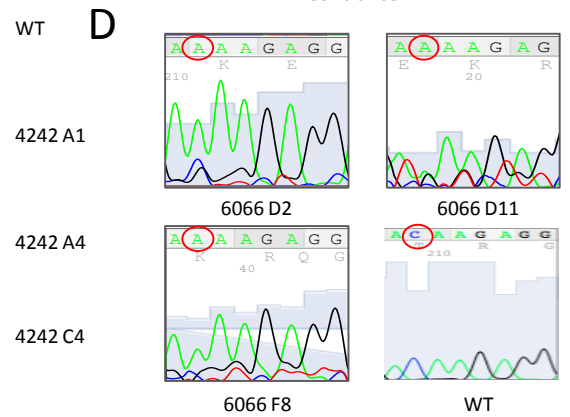 WT
D
A A A A G A G G
K E
210
6066 D2
A A A A G A G
E K R
20
6066 D11
4242 A1
4242 A4
A A A A G A G G
K R Q G
40
6066 F8
A C A A G A G G
R G
210
WT
4242 C4